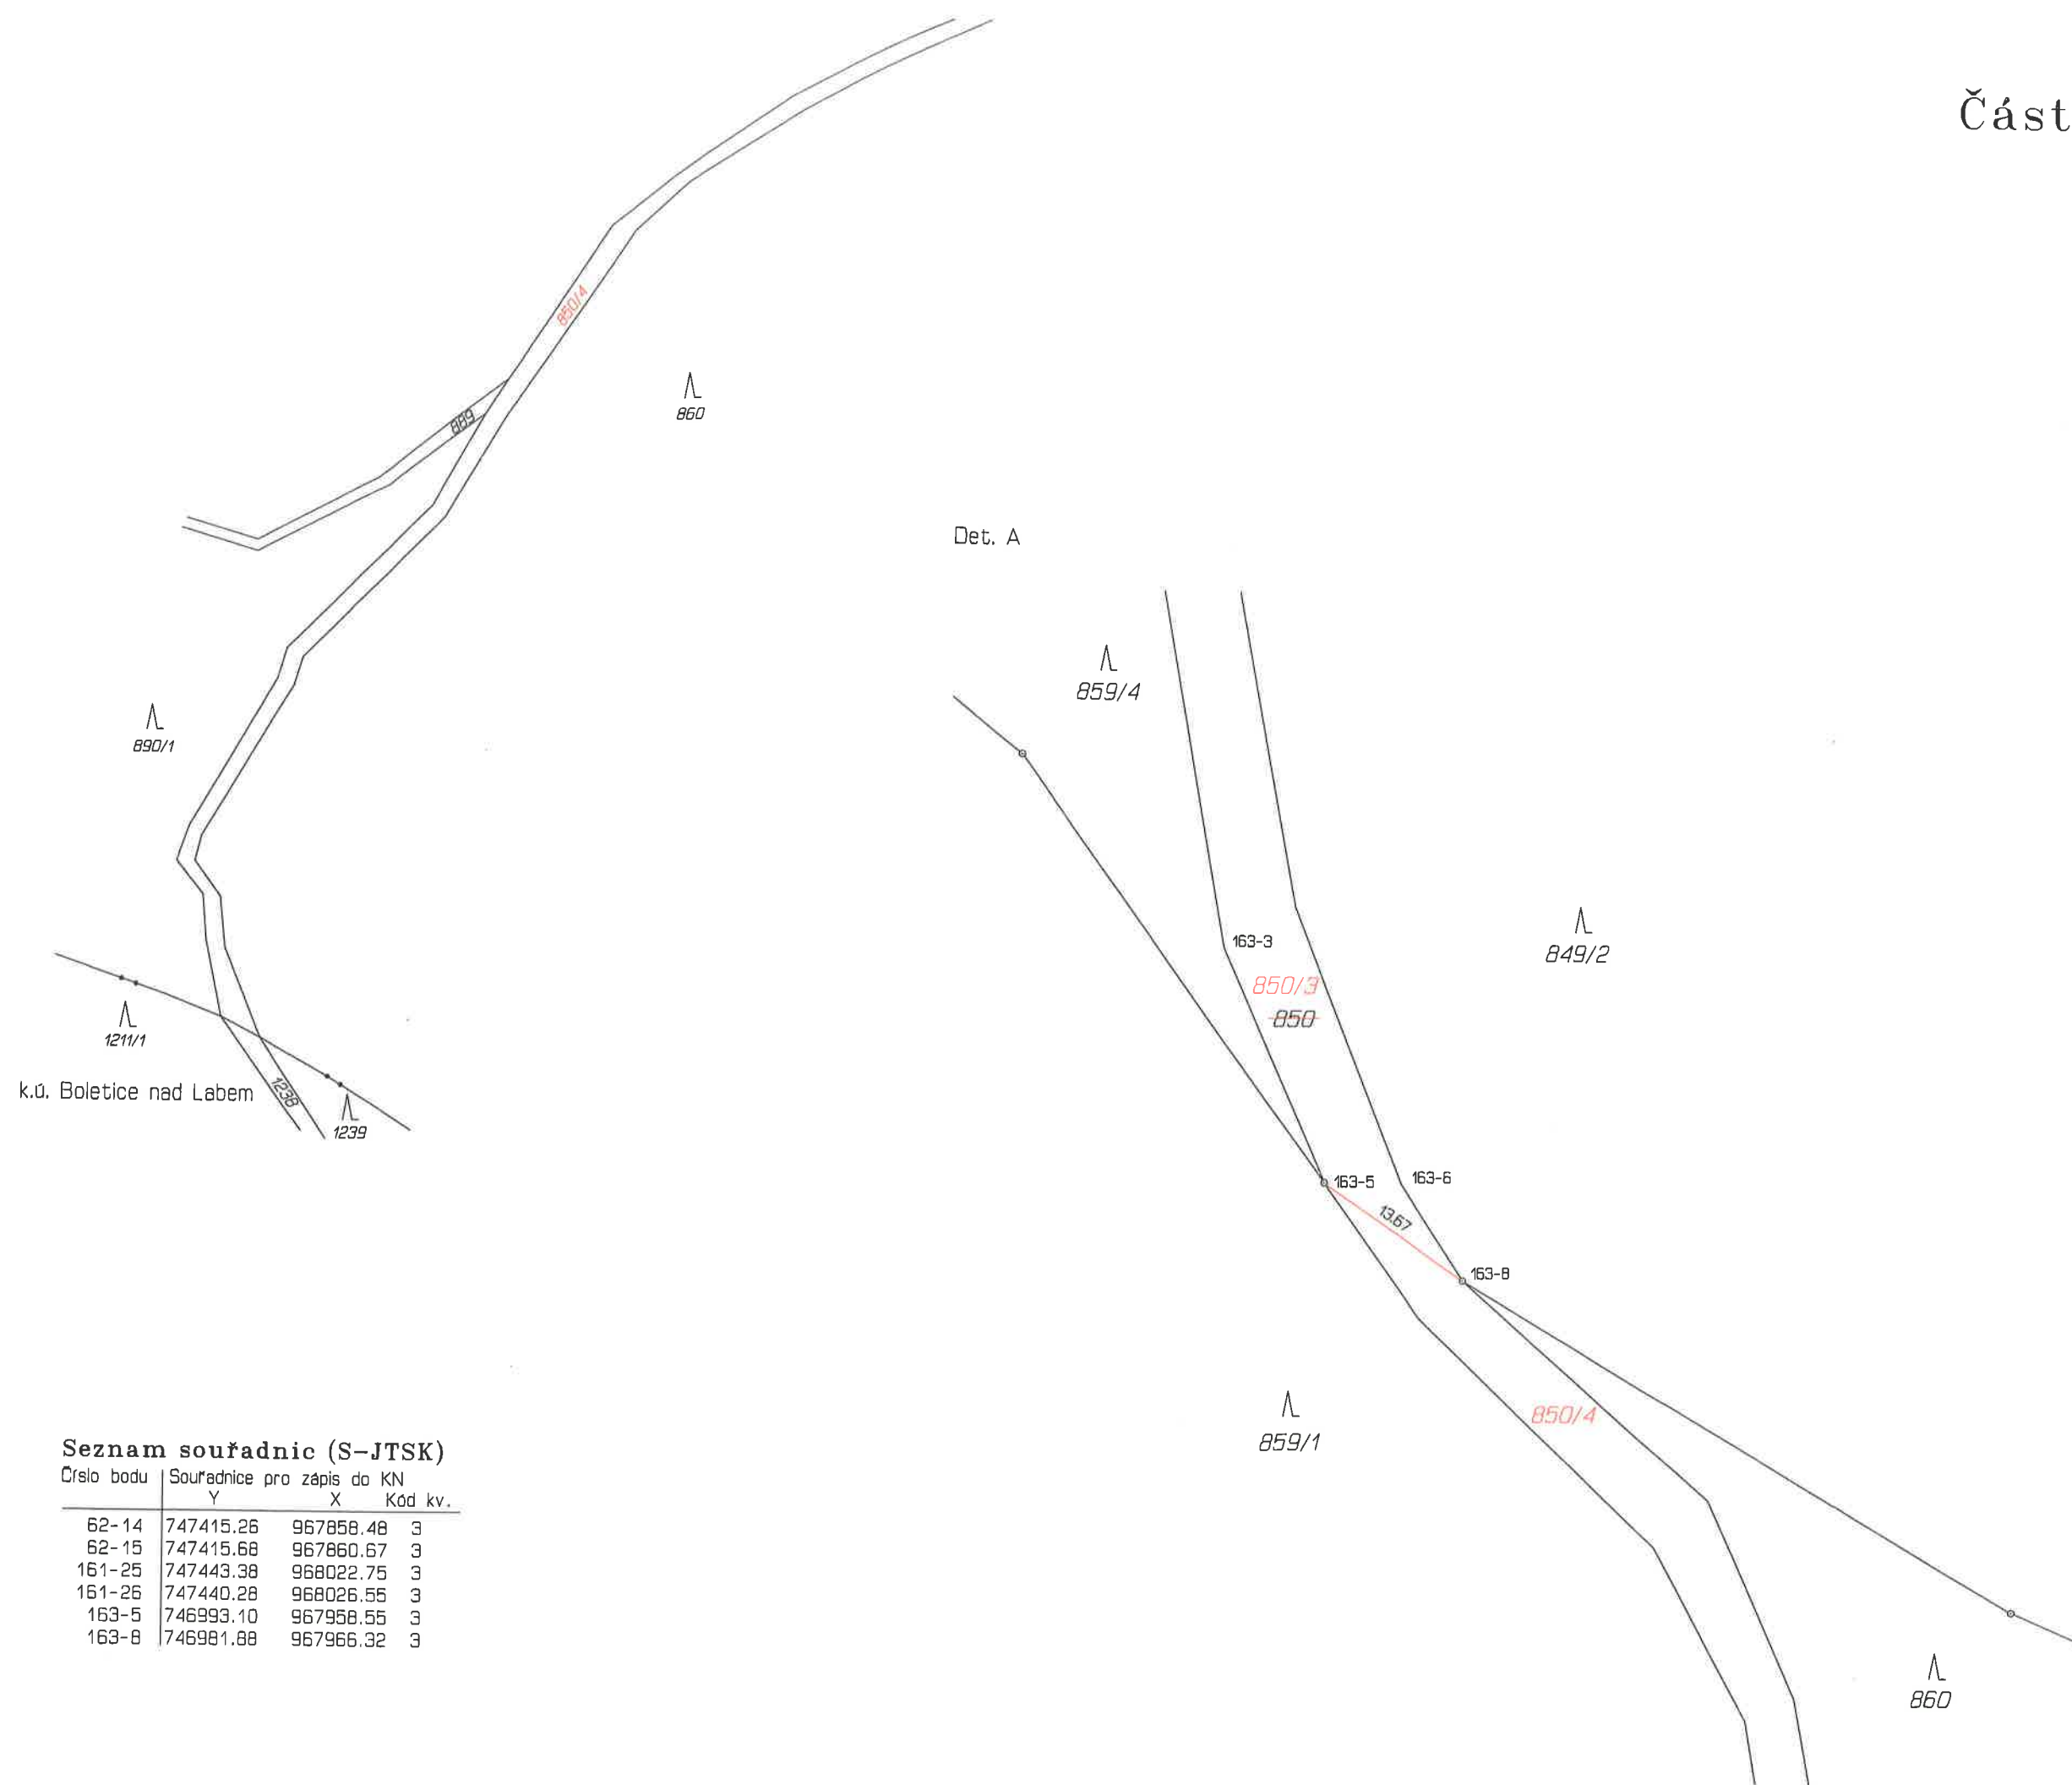 Část
850/4
889
860
Det. A
859/4
890/1
163-3
849/2
850/3
850
1211/1
k.ú. Boletice nad Labem
1238
1239
163-5
163-6
13.67
163-8
850/4
859/1
860
Seznam souřadnic (S-JTSK)
Číslo bodu Souřadnice pro zápis do KN
Y X Kód kv.
62-14 747415.26 967858.48 3
62-15 747415.68 967860.67 3
161-25 747443.38 968022.75 3
161-26 747440.28 968026.55 3
163-5 746993.10 967958.55 3
163-8 746981.88 967966.32 3